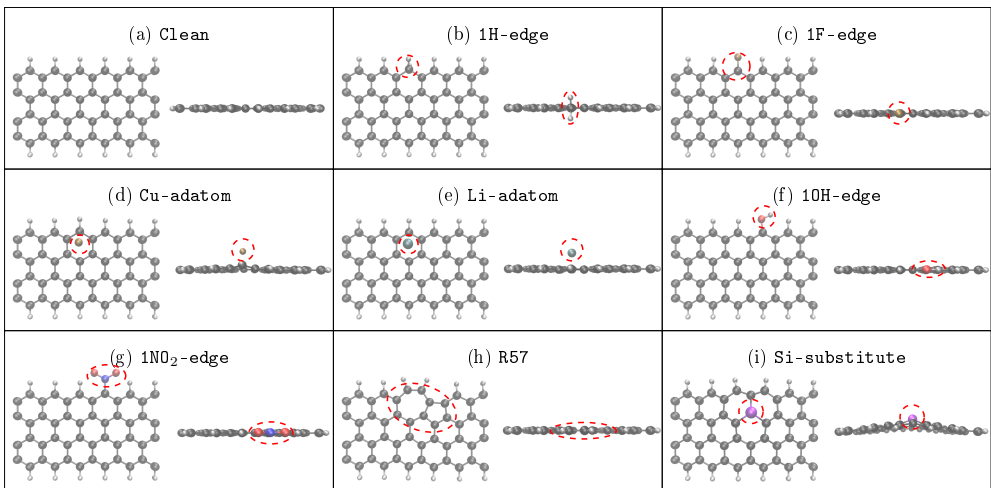 (a) Clean
(b) 1H-edge
(c) 1F-edge
(d) Cu-adatom
(e) Li-adatom
(f) 1OH-edge
(g) 1NO₂-edge
(h) R57
(i) Si-substitute